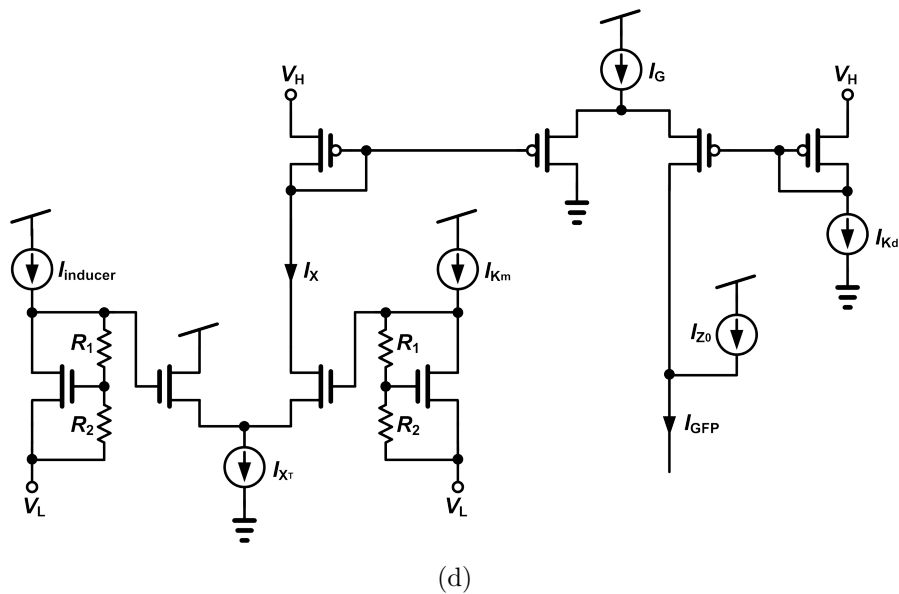 I_G
V_H
V_H
I_Kd
I_inducer
I_X
I_Km
R_1
R_1
I_Z0
R_2
R_2
I_GFP
I_XT
V_L
V_L
(d)